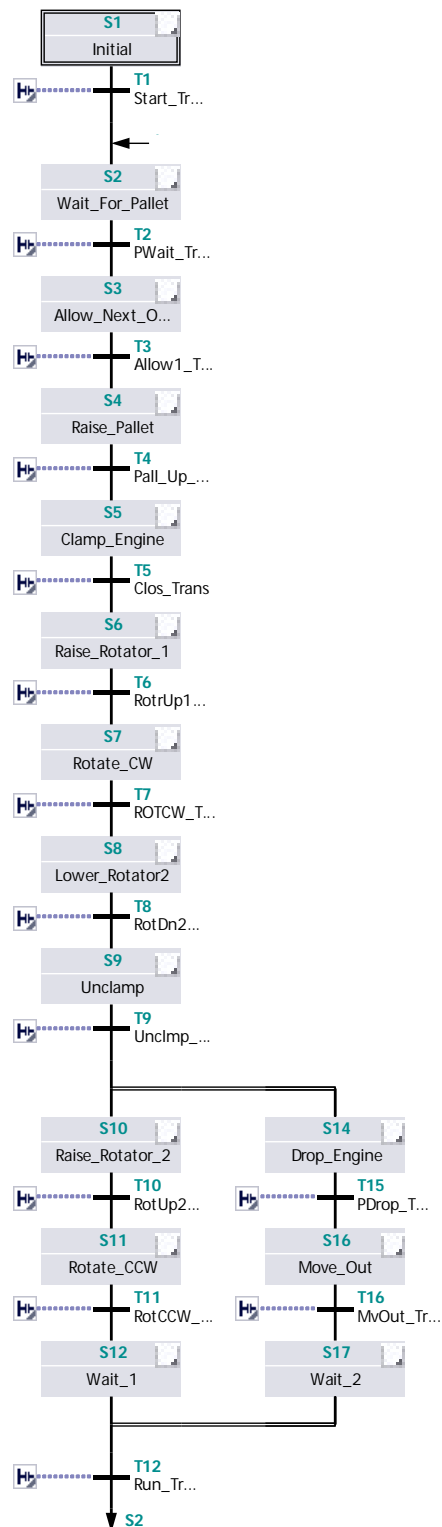 S1
Initial
T1
Start_Tr...
S2
Wait_For_Pallet
T2
PWait_Tr...
S3
Allow_Next_O...
T3
Allow1_T...
S4
Raise_Pallet
T4
Pall_Up_...
S5
Clamp_Engine
T5
Clos_Trans
S6
Raise_Rotator_1
T6
RotrUp1...
S7
Rotate_CW
T7
ROTCW_T...
S8
Lower_Rotator2
T8
RotDn2...
S9
Unclamp
T9
Unclmp_...
S10
Raise_Rotator_2
S14
Drop_Engine
T10
RotUp2...
T15
PDrop_T...
S11
Rotate_CCW
S16
Move_Out
T11
RotCCW_...
T16
MvOut_Tr...
S12
Wait_1
S17
Wait_2
T12
Run_Tr...
S2